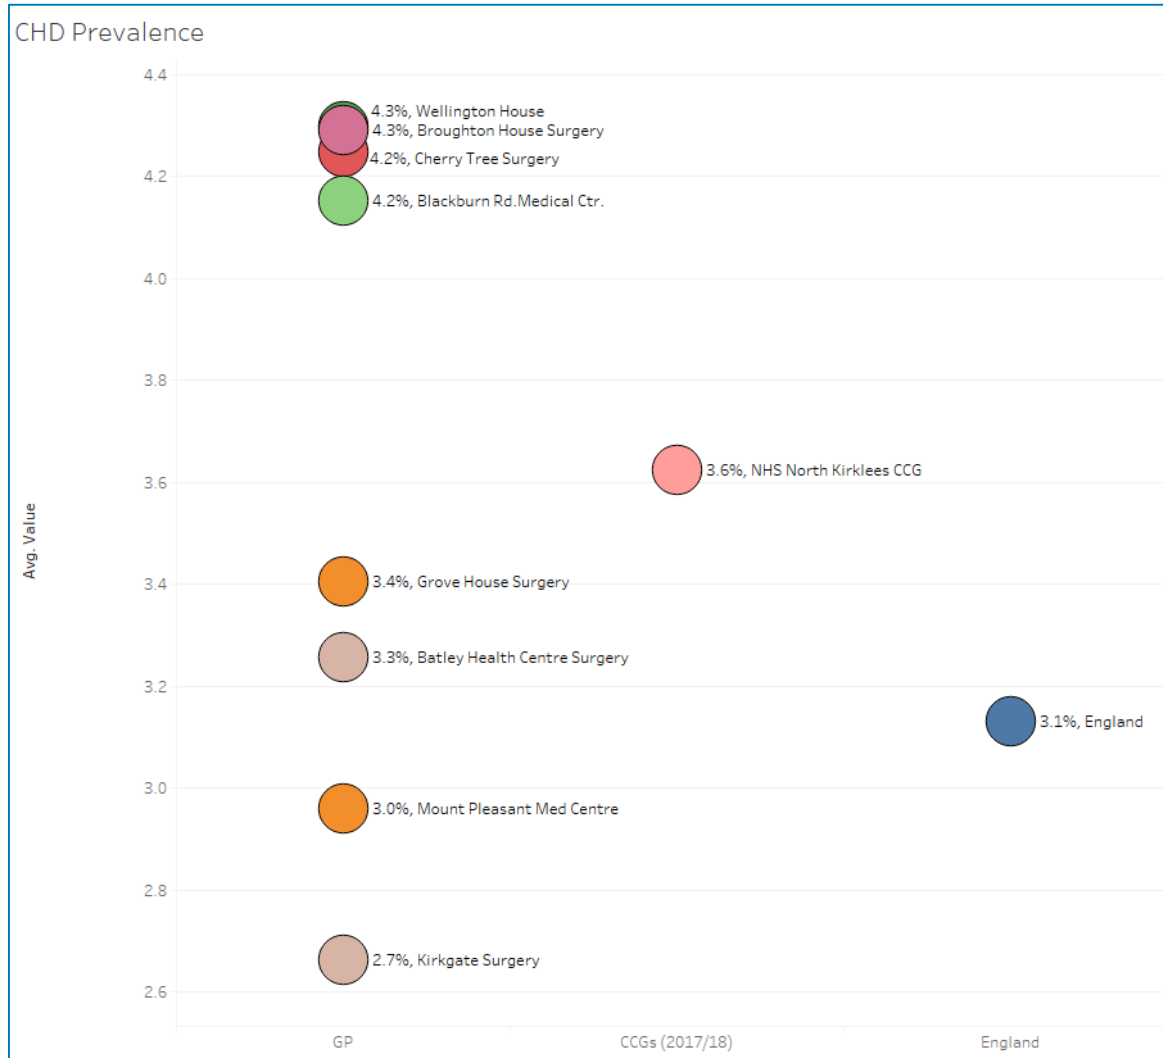 CHD Prevalence
4.4
4.3%, Wellington House
4.3%, Broughton House Surgery
4.2%, Cherry Tree Surgery
4.2
4.2%, Blackburn Rd.Medical Ctr.
4.0
3.8
3.6%, NHS North Kirklees CCG
3.6
Avg. Value
3.4%, Grove House Surgery
3.4
3.3%, Batley Health Centre Surgery
3.2
3.1%, England
3.0
3.0%, Mount Pleasant Med Centre
2.8
2.7%, Kirkgate Surgery
2.6
GP
CCGs (2017/18)
England